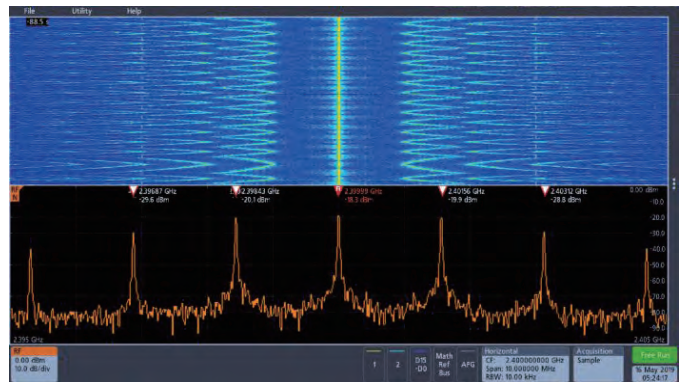 File Utility Help
-88.5 s
2.39687 GHz
-29.6 dBm
2.39843 GHz
-20.1 dBm
2.39999 GHz
-18.3 dBm
2.40156 GHz
-19.9 dBm
2.40312 GHz
-28.8 dBm
0.00 dBm
-10.0
-20.0
-30.0
-40.0
-50.0
-60.0
-70.0
-80.0
-90.0
2.395 GHz
2.405 GHz
RF
0.00 dBm
10.0 dB/div
1
2
D15
-D0
Math
Ref
Bus
AFG
Horizontal
CF: 2.400000000 GHz
Span: 10.000000 MHz
RBW: 10.00 kHz
Acquisition
Sample
Free Run
16 May 2019
05:24:17